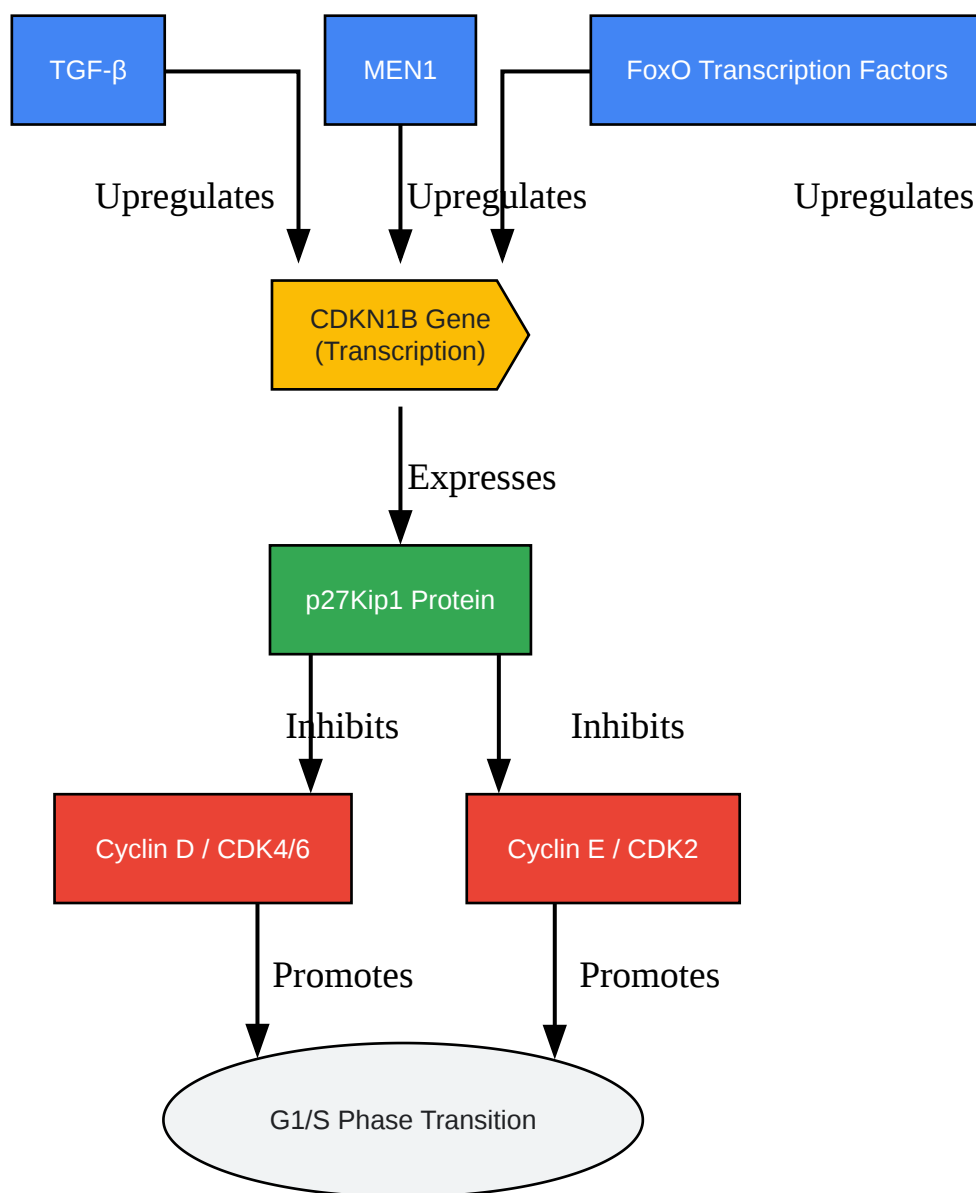 TGF-β
MEN1
FoxO Transcription Factors
Upregulates
Upregulates
Upregulates
CDKN1B Gene
(Transcription)
Expresses
p27Kip1 Protein
Inhibits
Inhibits
Cyclin D / CDK4/6
Cyclin E / CDK2
Promotes
Promotes
G1/S Phase Transition